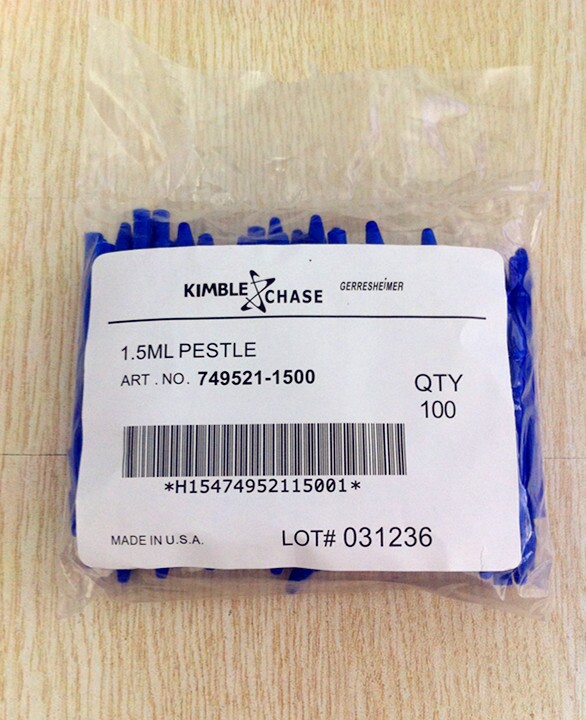 KIMBLE CHASE GERRESHEIMER
1.5ML PESTLE
ART . NO. 749521-1500
QTY
100
*H15474952115001*
MADE IN U.S.A. LOT# 031236